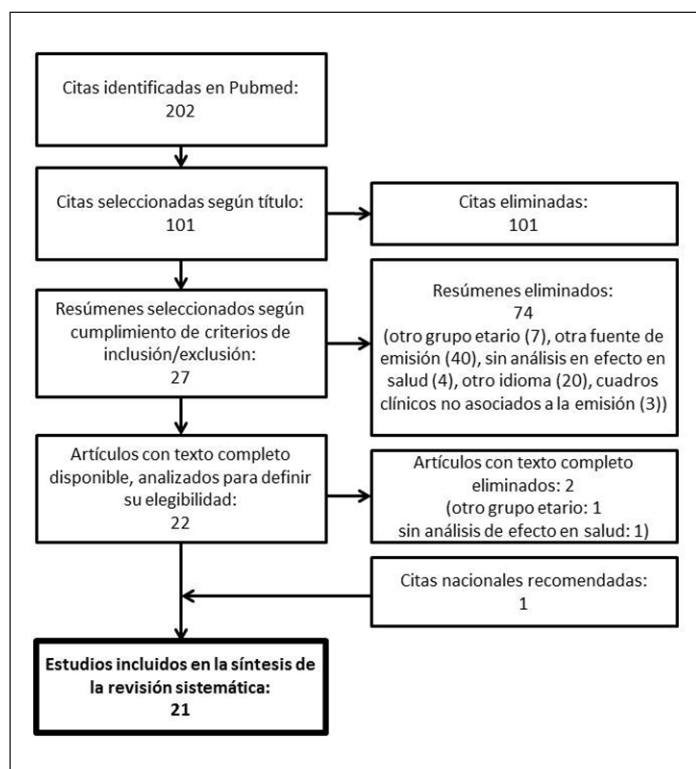 Citas identificadas en Pubmed:
202
Citas seleccionadas según título:
101
Citas eliminadas:
101
Resúmenes seleccionados según
cumplimiento de criterios de
inclusión/exclusión:
27
Resúmenes eliminados:
74
(otro grupo etario (7), otra fuente de
emisión (40), sin análisis en efecto en
salud (4), otro idioma (20), cuadros
clínicos no asociados a la emisión (3))
Artículos con texto completo
disponible, analizados para definir
su elegibilidad:
22
Artículos con texto completo
eliminados: 2
(otro grupo etario: 1
sin análisis de efecto en salud: 1)
Citas nacionales recomendadas:
1
Estudios incluidos en la síntesis de
la revisión sistemática:
21